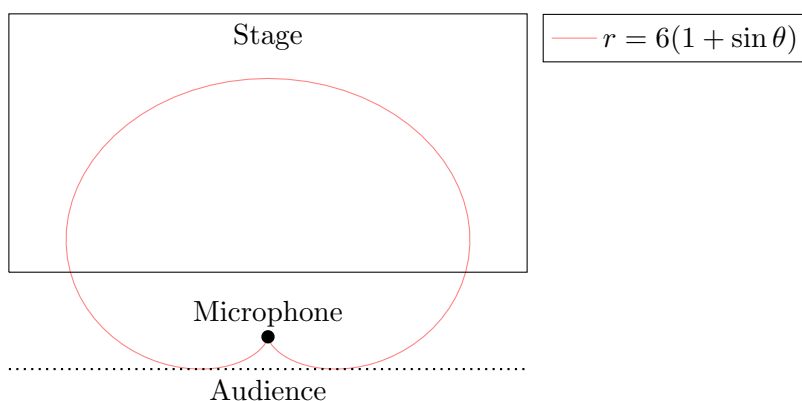 Stage
r = 6(1 + sin θ)
Microphone
Audience